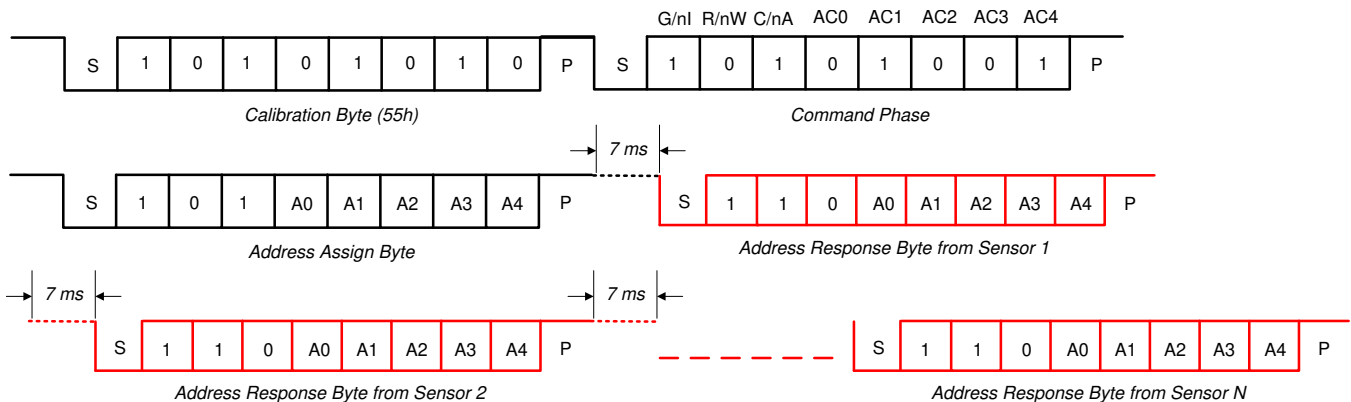 G/nI R/nW C/nA AC0 AC1 AC2 AC3 AC4
S 1 0 1 0 1 0 1 0 P S 1 0 1 0 1 0 0 1 P
Calibration Byte (55h) Command Phase
7 ms
S 1 0 1 A0 A1 A2 A3 A4 P S 1 1 0 A0 A1 A2 A3 A4 P
Address Assign Byte Address Response Byte from Sensor 1
7 ms 7 ms
S 1 1 0 A0 A1 A2 A3 A4 P S 1 1 0 A0 A1 A2 A3 A4 P
Address Response Byte from Sensor 2 Address Response Byte from Sensor N